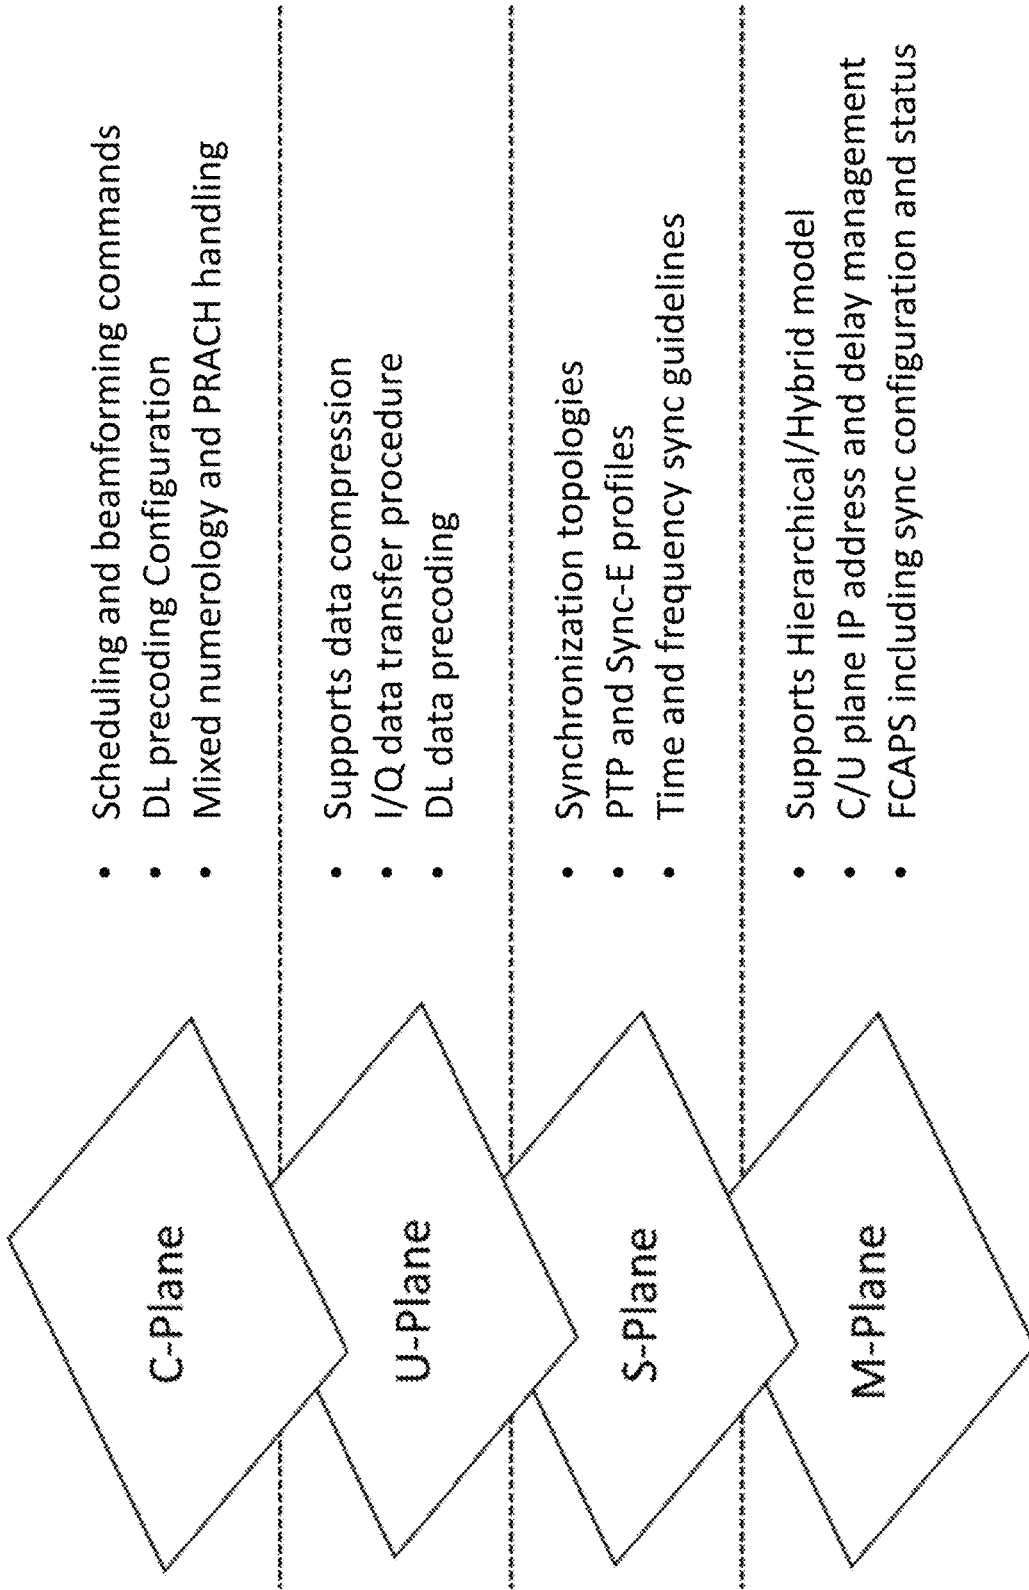 C-Plane
• Scheduling and beamforming commands
• DL precoding Configuration
• Mixed numerology and PRACH handling
U-Plane
• Supports data compression
• I/Q data transfer procedure
• DL data precoding
S-Plane
• Synchronization topologies
• PTP and Sync-E profiles
• Time and frequency sync guidelines
M-Plane
• Supports Hierarchical/Hybrid model
• C/U plane IP address and delay management
• FCAPS including sync configuration and status